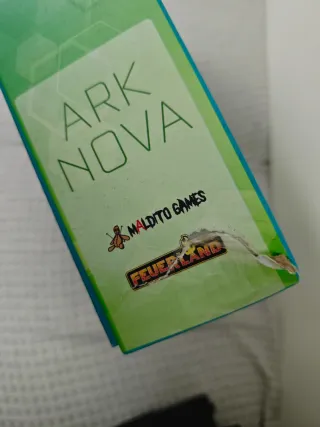 ARK
NOVA
MALDITO GAMES
FEUERLAND